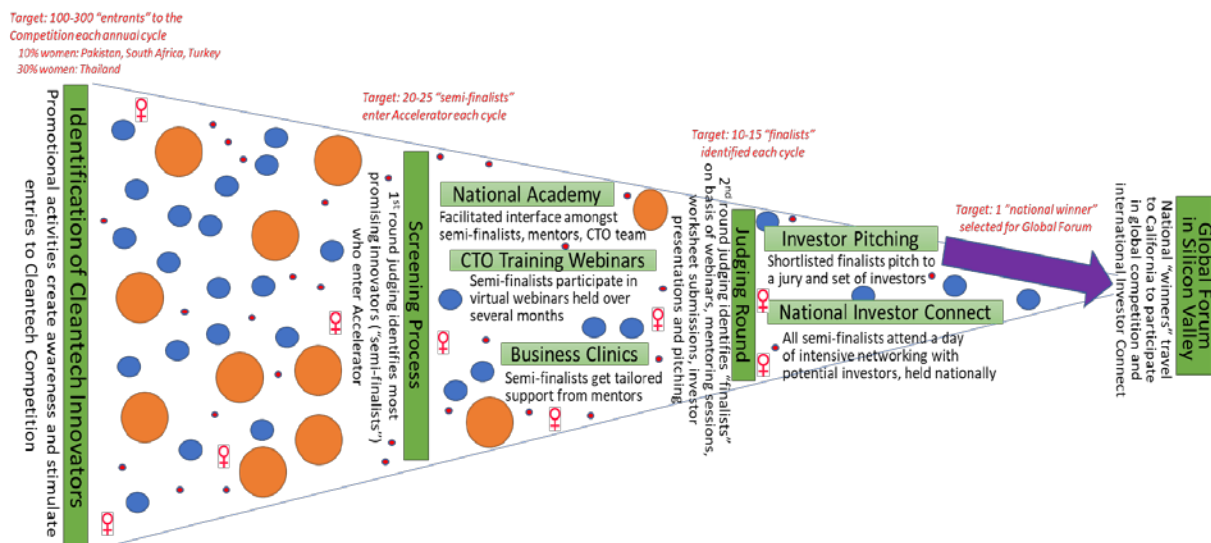 Target: 100-300 “entrants” to the
Competition each annual cycle
10% women: Pakistan, South Africa, Turkey
30% women: Thailand
Identification of Cleantech Innovators
Promotional activities create awareness and stimulate
entries to Cleantech Competition
Target: 20-25 “semi-finalists”
enter Accelerator each cycle
Screening Process
1st round judging identifies most
promising innovators (“semi-finalists”)
who enter Accelerator
National Academy
Facilitated interface amongst
semi-finalists, mentors, CTO team
CTO Training Webinars
Semi-finalists participate in
virtual webinars held over
several months
Business Clinics
Semi-finalists get tailored
support from mentors
Target: 10-15 “finalists”
identified each cycle
Judging Round
2nd round judging identifies “finalists”
on basis of webinars, mentoring sessions,
worksheet submissions, investor
presentations and pitching
Investor Pitching
Shortlisted finalists pitch to
a jury and set of investors
National Investor Connect
All semi-finalists attend a day
of intensive networking with
potential investors, held nationally
Target: 1 “national winner”
selected for Global Forum
Global Forum
in Silicon Valley
National “winners” travel
to California to participate
in global competition and
international Investor Connect